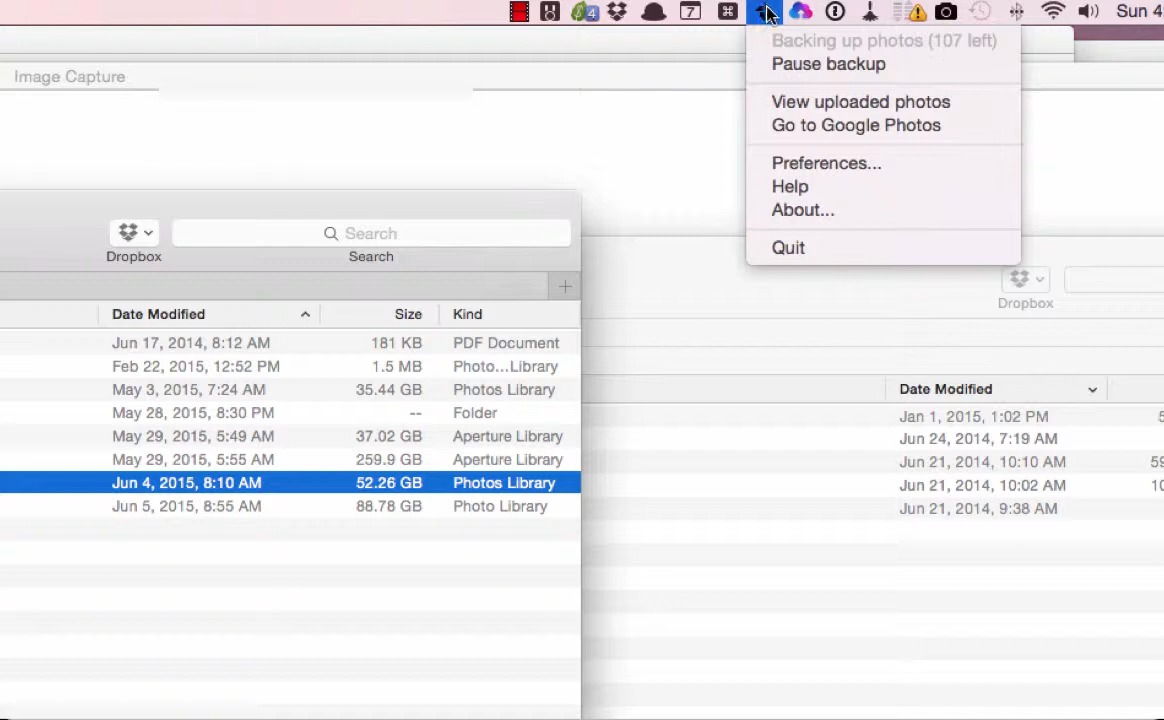 4
7
Sun 4
Backing up photos (107 left)
Pause backup
View uploaded photos
Go to Google Photos
Preferences...
Help
About...
Quit
Image Capture
Search
Dropbox
Search
Date Modified
Size
Kind
Jun 17, 2014, 8:12 AM 181 KB PDF Document
Feb 22, 2015, 12:52 PM 1.5 MB Photo...Library
May 3, 2015, 7:24 AM 35.44 GB Photos Library
May 28, 2015, 8:30 PM -- Folder
May 29, 2015, 5:49 AM 37.02 GB Aperture Library
May 29, 2015, 5:55 AM 259.9 GB Aperture Library
Jun 4, 2015, 8:10 AM 52.26 GB Photos Library
Jun 5, 2015, 8:55 AM 88.78 GB Photo Library
Dropbox
Date Modified
Jan 1, 2015, 1:02 PM 5
Jun 24, 2014, 7:19 AM
Jun 21, 2014, 10:10 AM 59
Jun 21, 2014, 10:02 AM 10
Jun 21, 2014, 9:38 AM